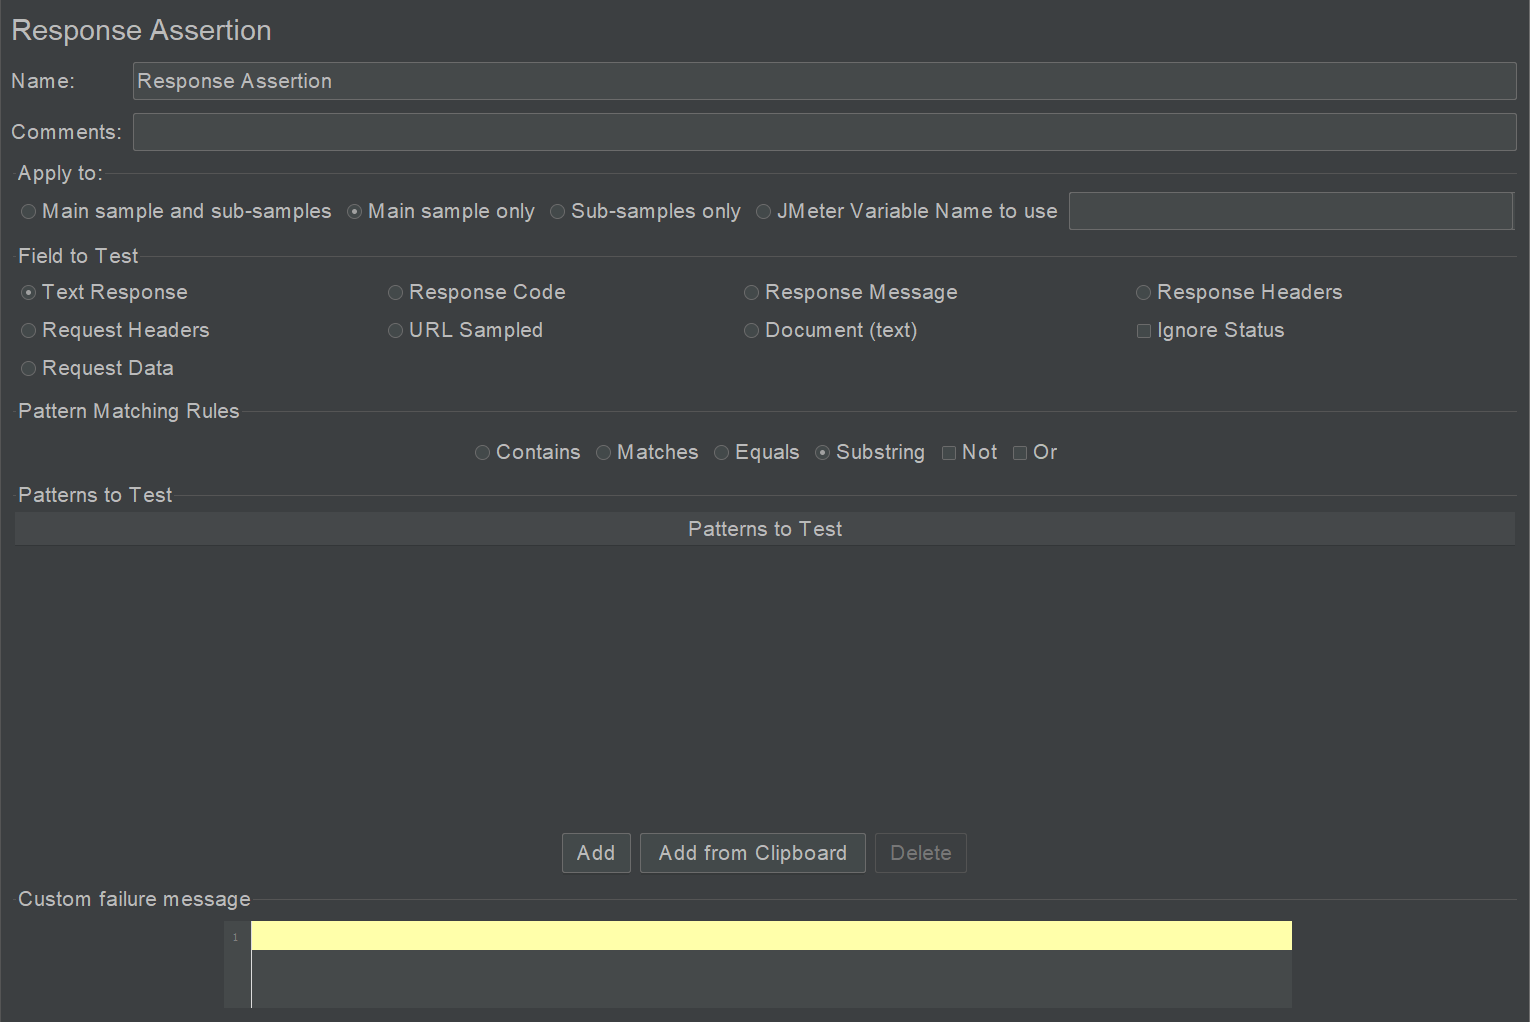 Response Assertion
Name: Response Assertion
Comments:
Apply to:
Main sample and sub-samples Main sample only Sub-samples only JMeter Variable Name to use
Field to Test
Text Response Response Code Response Message Response Headers
Request Headers URL Sampled Document (text) Ignore Status
Request Data
Pattern Matching Rules
Contains Matches Equals Substring Not Or
Patterns to Test
Patterns to Test
Add Add from Clipboard Delete
Custom failure message
1